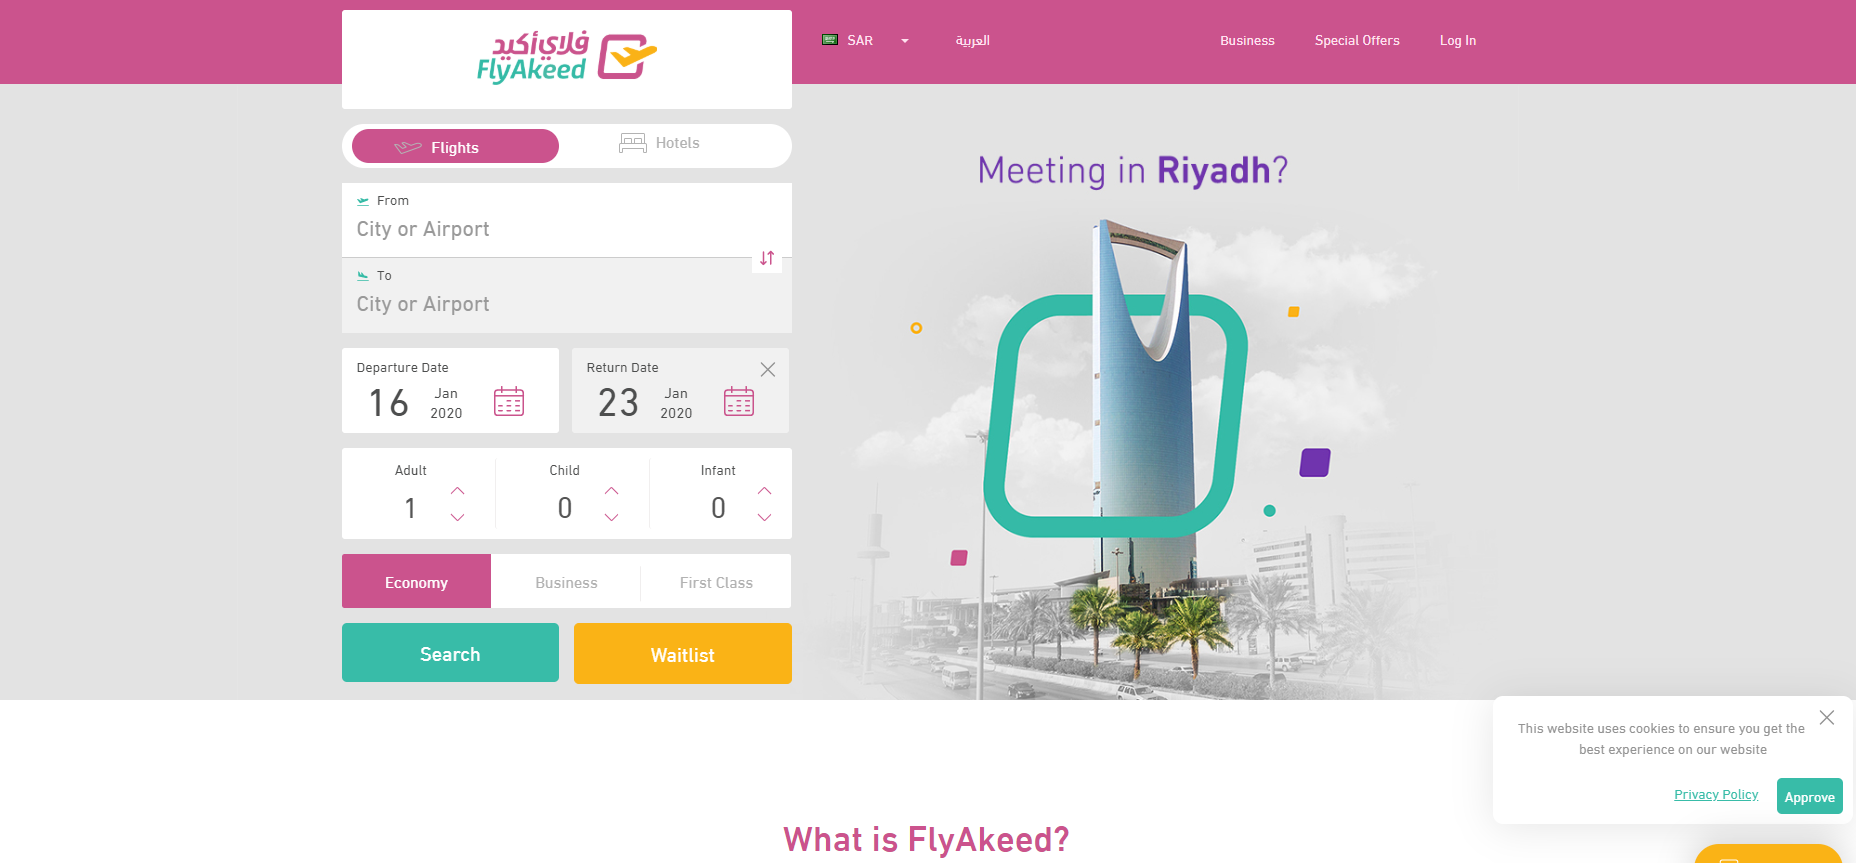 فلاي أكيد
FlyAkeed
SAR
العربية
Business
Special Offers
Log In
Flights
Hotels
From
City or Airport
To
City or Airport
Departure Date
16
Jan
2020
Return Date
23
Jan
2020
Adult
1
Child
0
Infant
0
Economy
Business
First Class
Search
Waitlist
Meeting in Riyadh?
This website uses cookies to ensure you get the
best experience on our website
Privacy Policy
Approve
What is FlyAkeed?